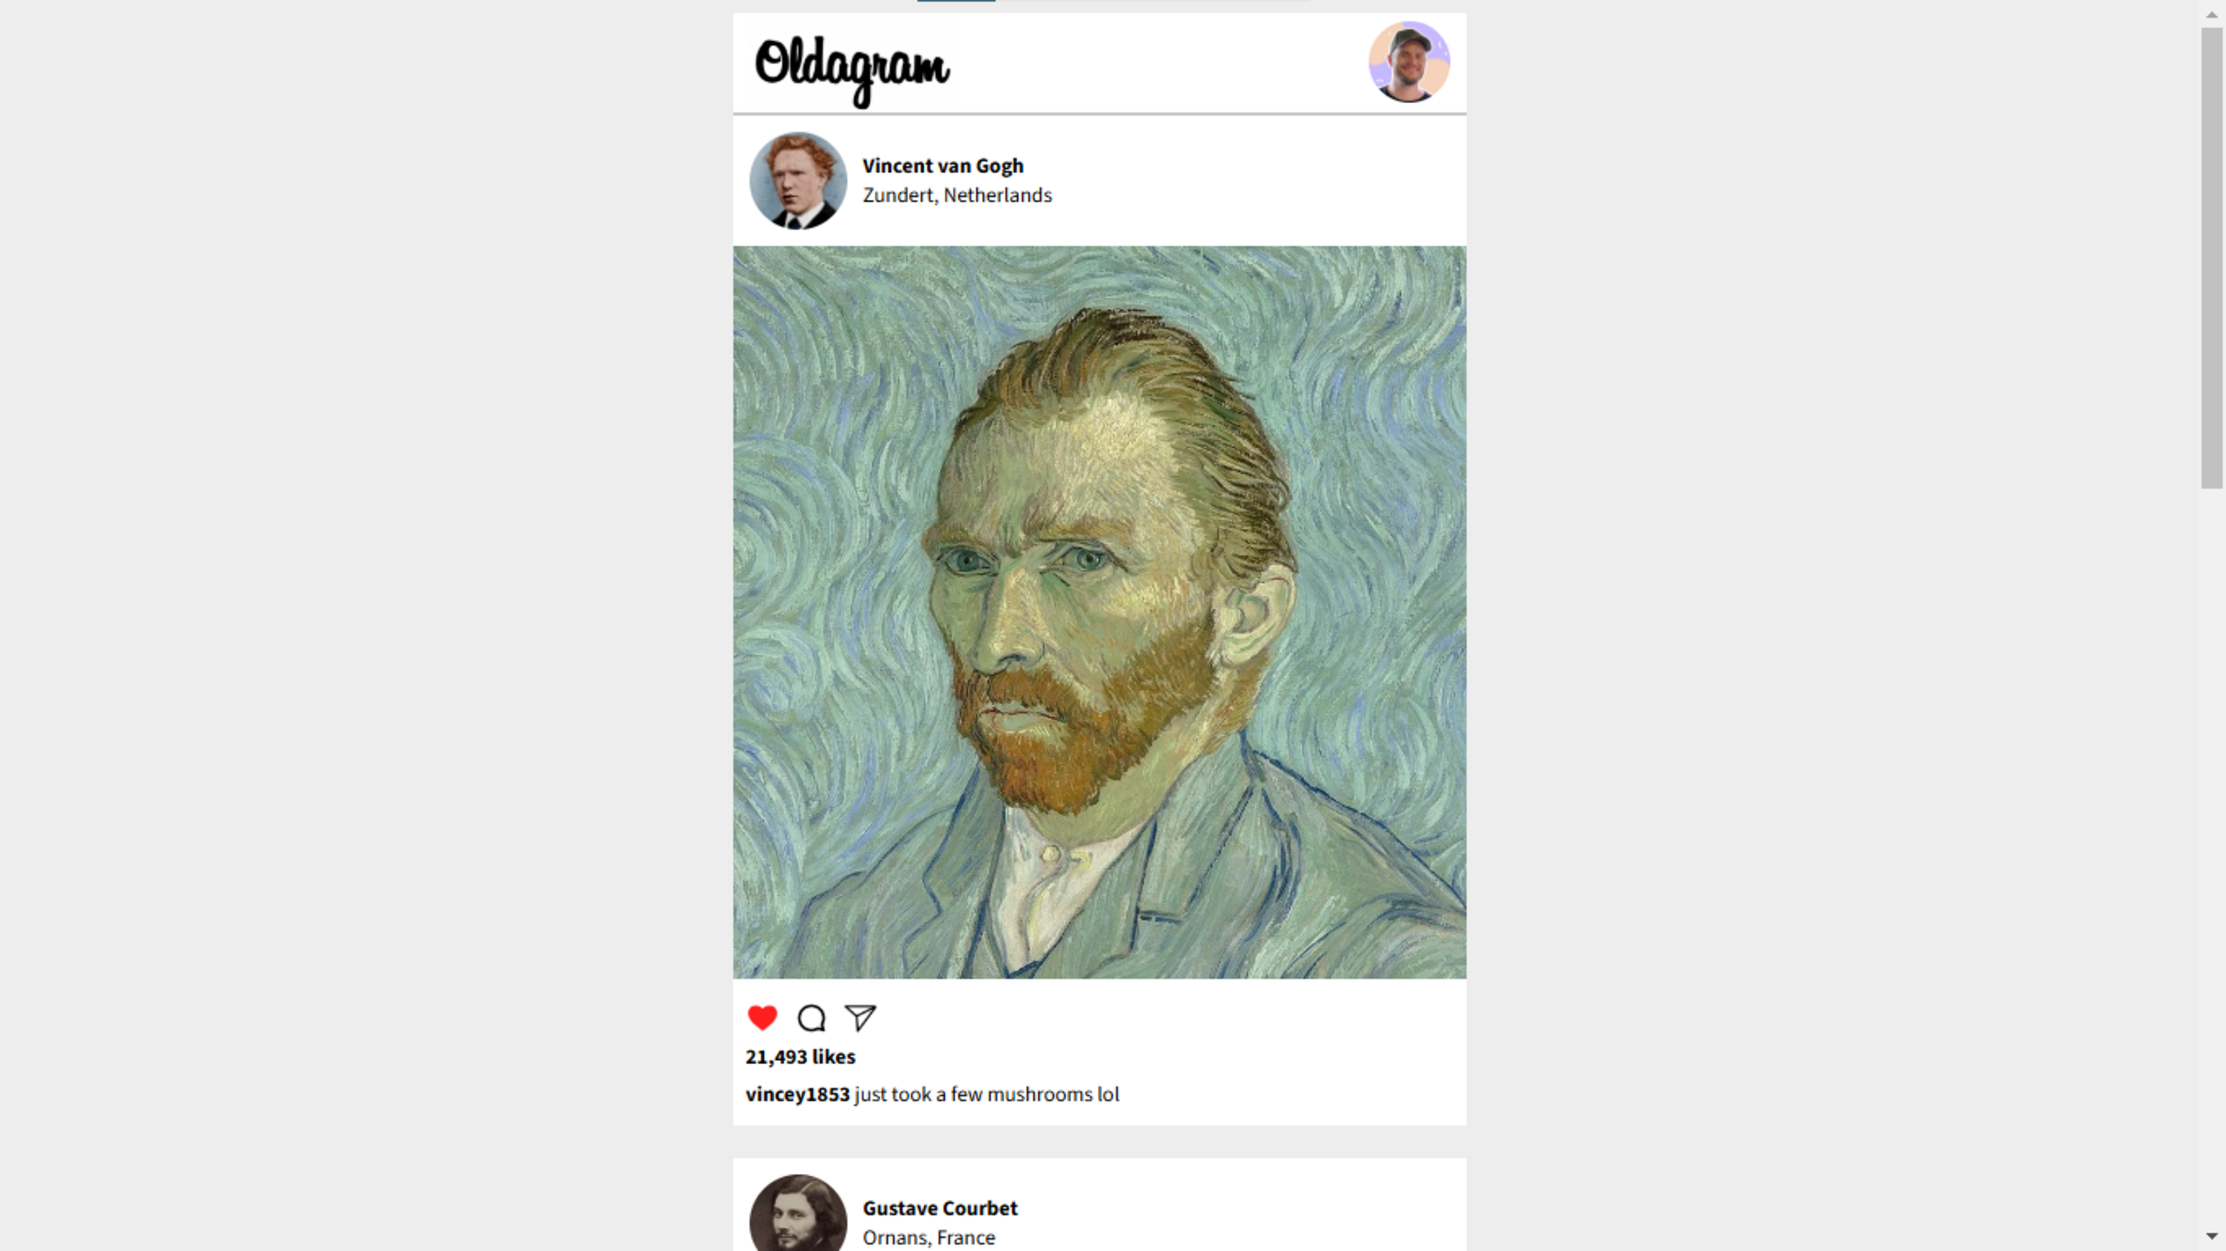 Oldagram
Vincent van Gogh
Zundert, Netherlands
21,493 likes
vincey1853 just took a few mushrooms lol
Gustave Courbet
Ornans, France